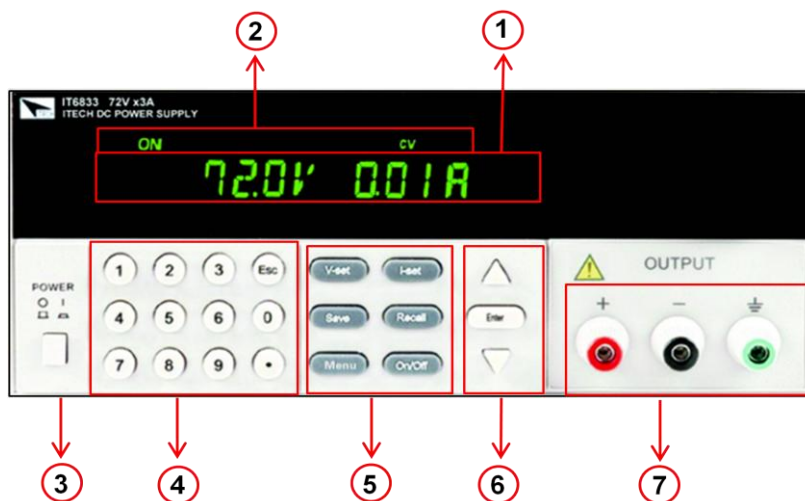 2 1
IT6833 72V x3A
ITECH DC POWER SUPPLY
ON CV
72.0V 0.01A
POWER
1 2 3 Esc
4 5 6 0
7 8 9 •
V-set I-set
Save Recall
Menu On/Off
Enter
OUTPUT
+ −
3 4 5 6 7